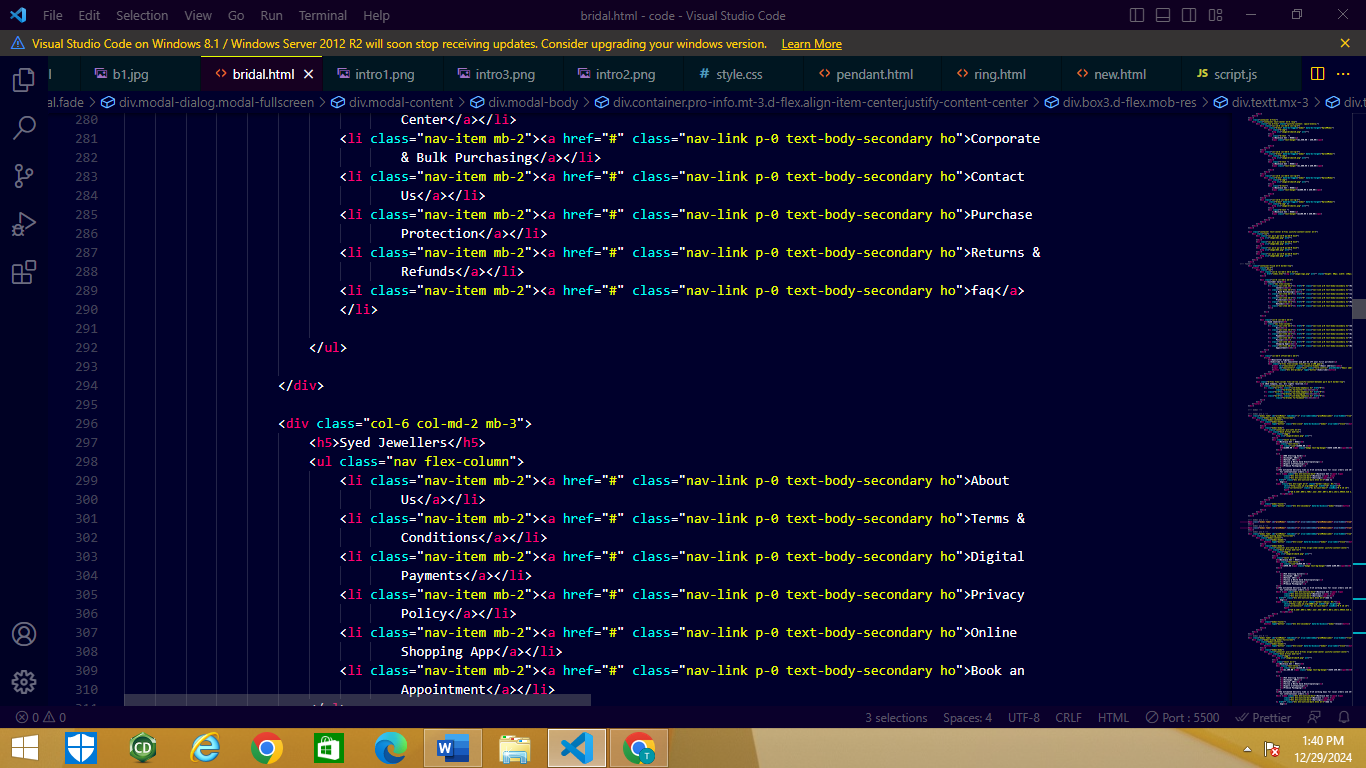 File Edit Selection View Go Run Terminal Help bridal.html - code - Visual Studio Code
Visual Studio Code on Windows 8.1 / Windows Server 2012 R2 will soon stop receiving updates. Consider upgrading your windows version. Learn More
b1.jpg bridal.html intro1.png intro3.png intro2.png # style.css pendant.html ring.html new.html JS script.js
al.fade > div.modal-dialog.modal-fullscreen > div.modal-content > div.modal-body > div.container.pro-info.mt-3.d-flex.align-item-center.justify-content-center > div.box3.d-flex.mob-res > div.textt.mx-3 >
280 Center</a></li>
281 <li class="nav-item mb-2"><a href="#" class="nav-link p-0 text-body-secondary ho">Corporate
282 & Bulk Purchasing</a></li>
283 <li class="nav-item mb-2"><a href="#" class="nav-link p-0 text-body-secondary ho">Contact
284 Us</a></li>
285 <li class="nav-item mb-2"><a href="#" class="nav-link p-0 text-body-secondary ho">Purchase
286 Protection</a></li>
287 <li class="nav-item mb-2"><a href="#" class="nav-link p-0 text-body-secondary ho">Returns &
288 Refunds</a></li>
289 <li class="nav-item mb-2"><a href="#" class="nav-link p-0 text-body-secondary ho">faq</a>
290 </li>
291
292 </ul>
293
294 </div>
295
296 <div class="col-6 col-md-2 mb-3">
297 <h5>Syed Jewellers</h5>
298 <ul class="nav flex-column">
299 <li class="nav-item mb-2"><a href="#" class="nav-link p-0 text-body-secondary ho">About
300 Us</a></li>
301 <li class="nav-item mb-2"><a href="#" class="nav-link p-0 text-body-secondary ho">Terms &
302 Conditions</a></li>
303 <li class="nav-item mb-2"><a href="#" class="nav-link p-0 text-body-secondary ho">Digital
304 Payments</a></li>
305 <li class="nav-item mb-2"><a href="#" class="nav-link p-0 text-body-secondary ho">Privacy
306 Policy</a></li>
307 <li class="nav-item mb-2"><a href="#" class="nav-link p-0 text-body-secondary ho">Online
308 Shopping App</a></li>
309 <li class="nav-item mb-2"><a href="#" class="nav-link p-0 text-body-secondary ho">Book an
310 Appointment</a></li>
0 0 3 selections Spaces: 4 UTF-8 CRLF HTML Port : 5500 Prettier
CD W T
1:40 PM
12/29/2024